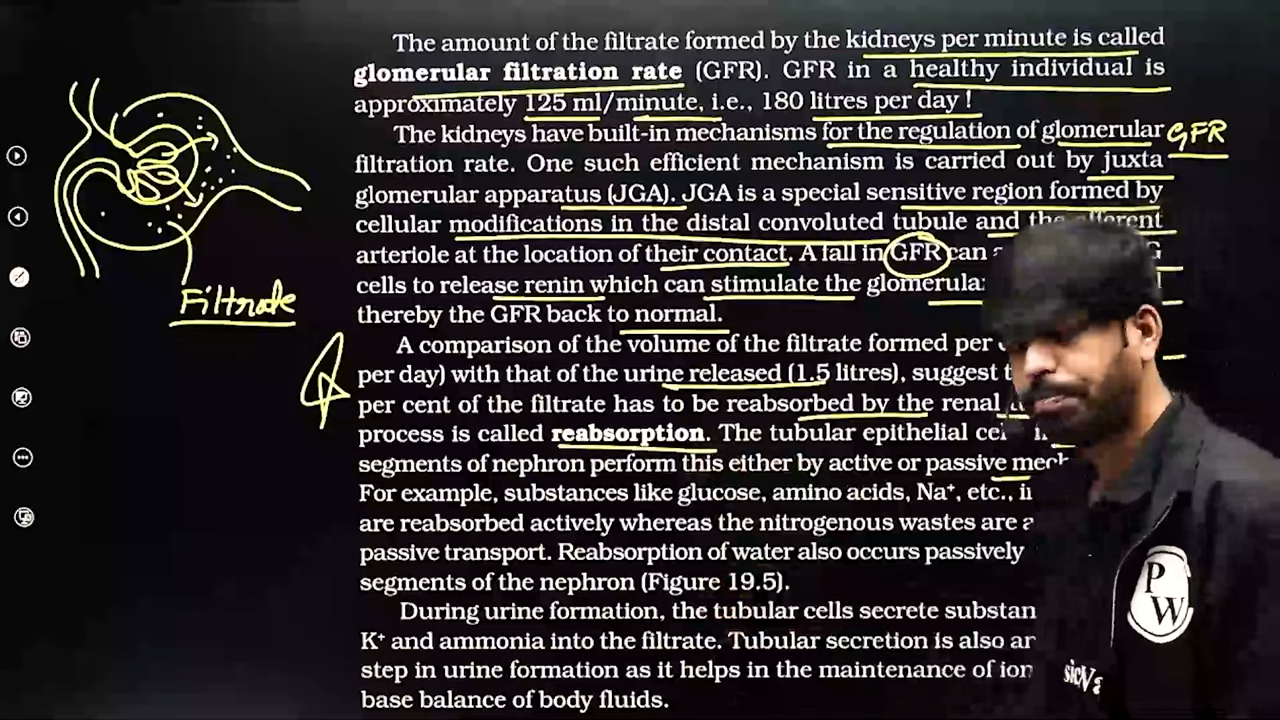 The amount of the filtrate formed by the kidneys per minute is called
glomerular filtration rate (GFR). GFR in a healthy individual is
approximately 125 ml/minute, i.e., 180 litres per day !
The kidneys have built-in mechanisms for the regulation of glomerular GFR
filtration rate. One such efficient mechanism is carried out by juxta
glomerular apparatus (JGA). JGA is a special sensitive region formed by
cellular modifications in the distal convoluted tubule and the
arteriole at the location of their contact. A fall in GFR can
cells to release renin which can stimulate the
thereby the GFR back to normal.
Filtrate
A comparison of the volume of the filtrate formed per
per day) with that of the urine released (1.5 litres), suggest
per cent of the filtrate has to be reabsorbed by the renal
process is called reabsorption. The tubular epithelial
segments of nephron perform this either by active or passive
For example, substances like glucose, amino acids, Na⁺, etc.,
are reabsorbed actively whereas the nitrogenous wastes are
passive transport. Reabsorption of water also occurs passively
segments of the nephron (Figure 19.5).
During urine formation, the tubular cells secrete
K⁺ and ammonia into the filtrate. Tubular secretion is also
step in urine formation as it helps in the maintenance of
base balance of body fluids.
P
W